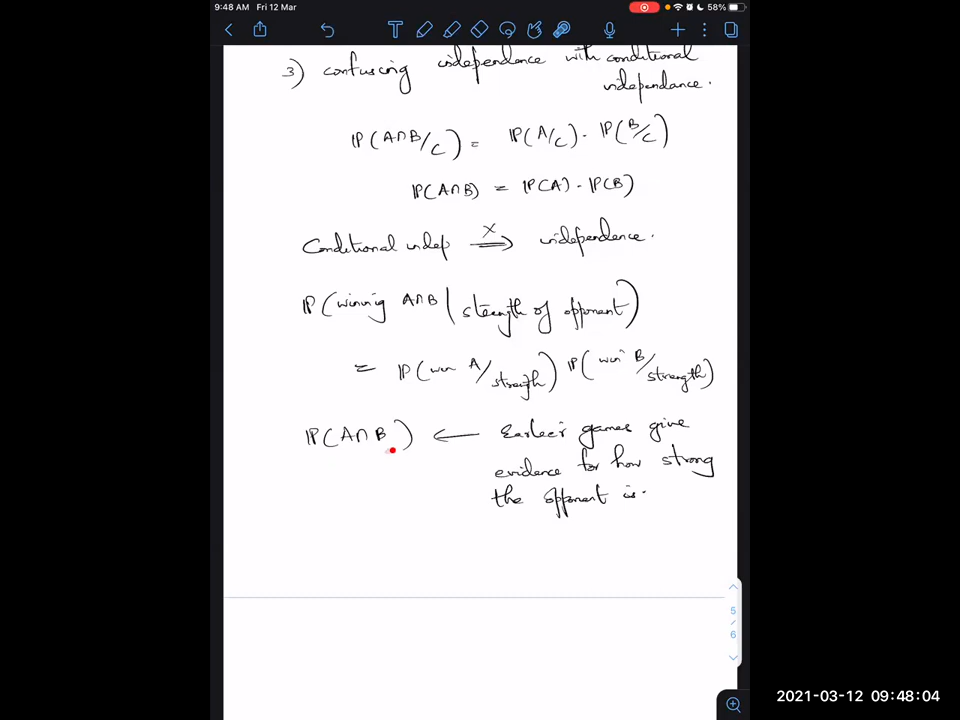 9:48 AM Fri 12 Mar
58%
3) confusing independence with conditional
independance.
P(A∩B/C) = P(A/C) · P(B/C)
P(A∩B) = P(A) · P(B)
Conditional indep ⇒ X independence.
P(winning A∩B | strength of opponent)
= P(win A/strength) P(win B/strength)
P(A∩B) ← Earlier games give
evidence for how strong
the opponent is.
5
/
6
2021-03-12 09:48:04